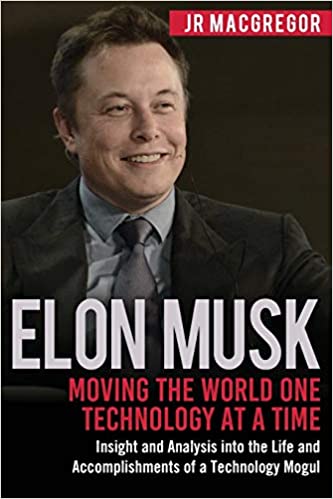 JR MACGREGOR
ELON MUSK
MOVING THE WORLD ONE
TECHNOLOGY AT A TIME
Insight and Analysis into the Life and
Accomplishments of a Technology Mogul